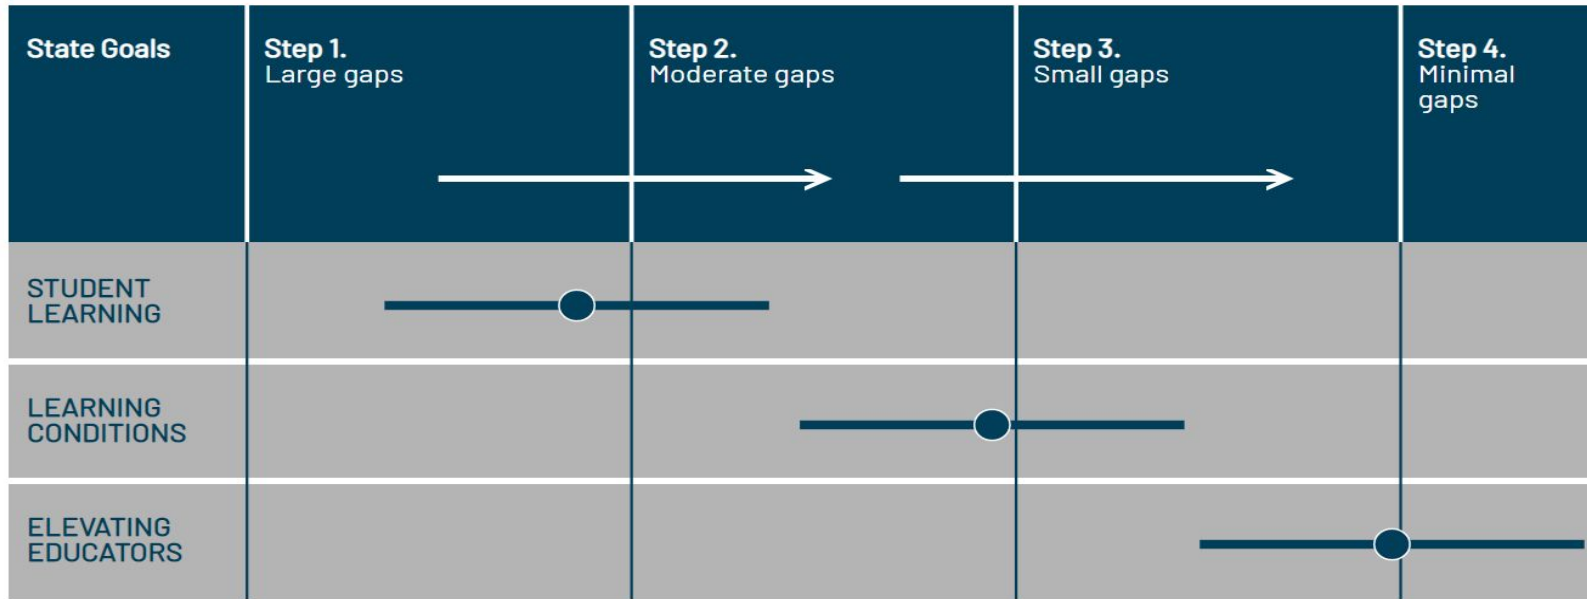 State Goals
Step 1.
Large gaps
Step 2.
Moderate gaps
Step 3.
Small gaps
Step 4.
Minimal
gaps
STUDENT
LEARNING
LEARNING
CONDITIONS
ELEVATING
EDUCATORS